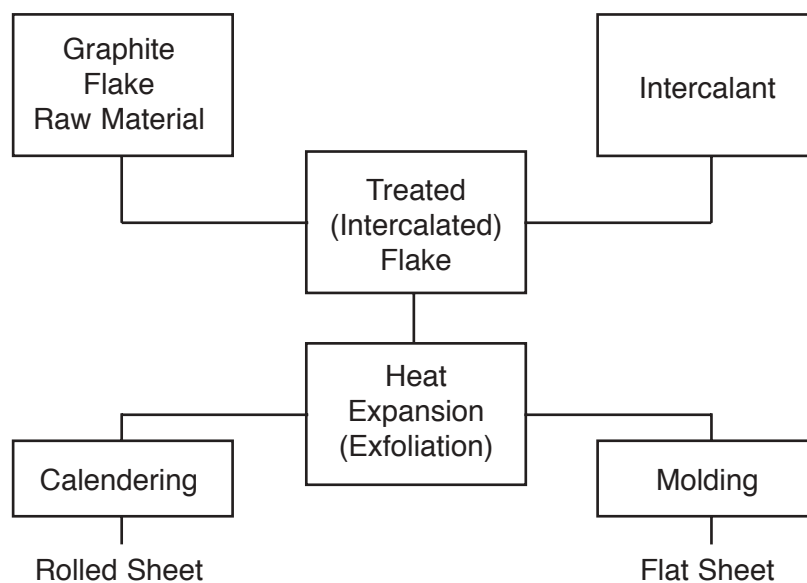 Graphite
Flake
Raw Material
Intercalant
Treated
(Intercalated)
Flake
Heat
Expansion
(Exfoliation)
Calendering
Molding
Rolled Sheet
Flat Sheet